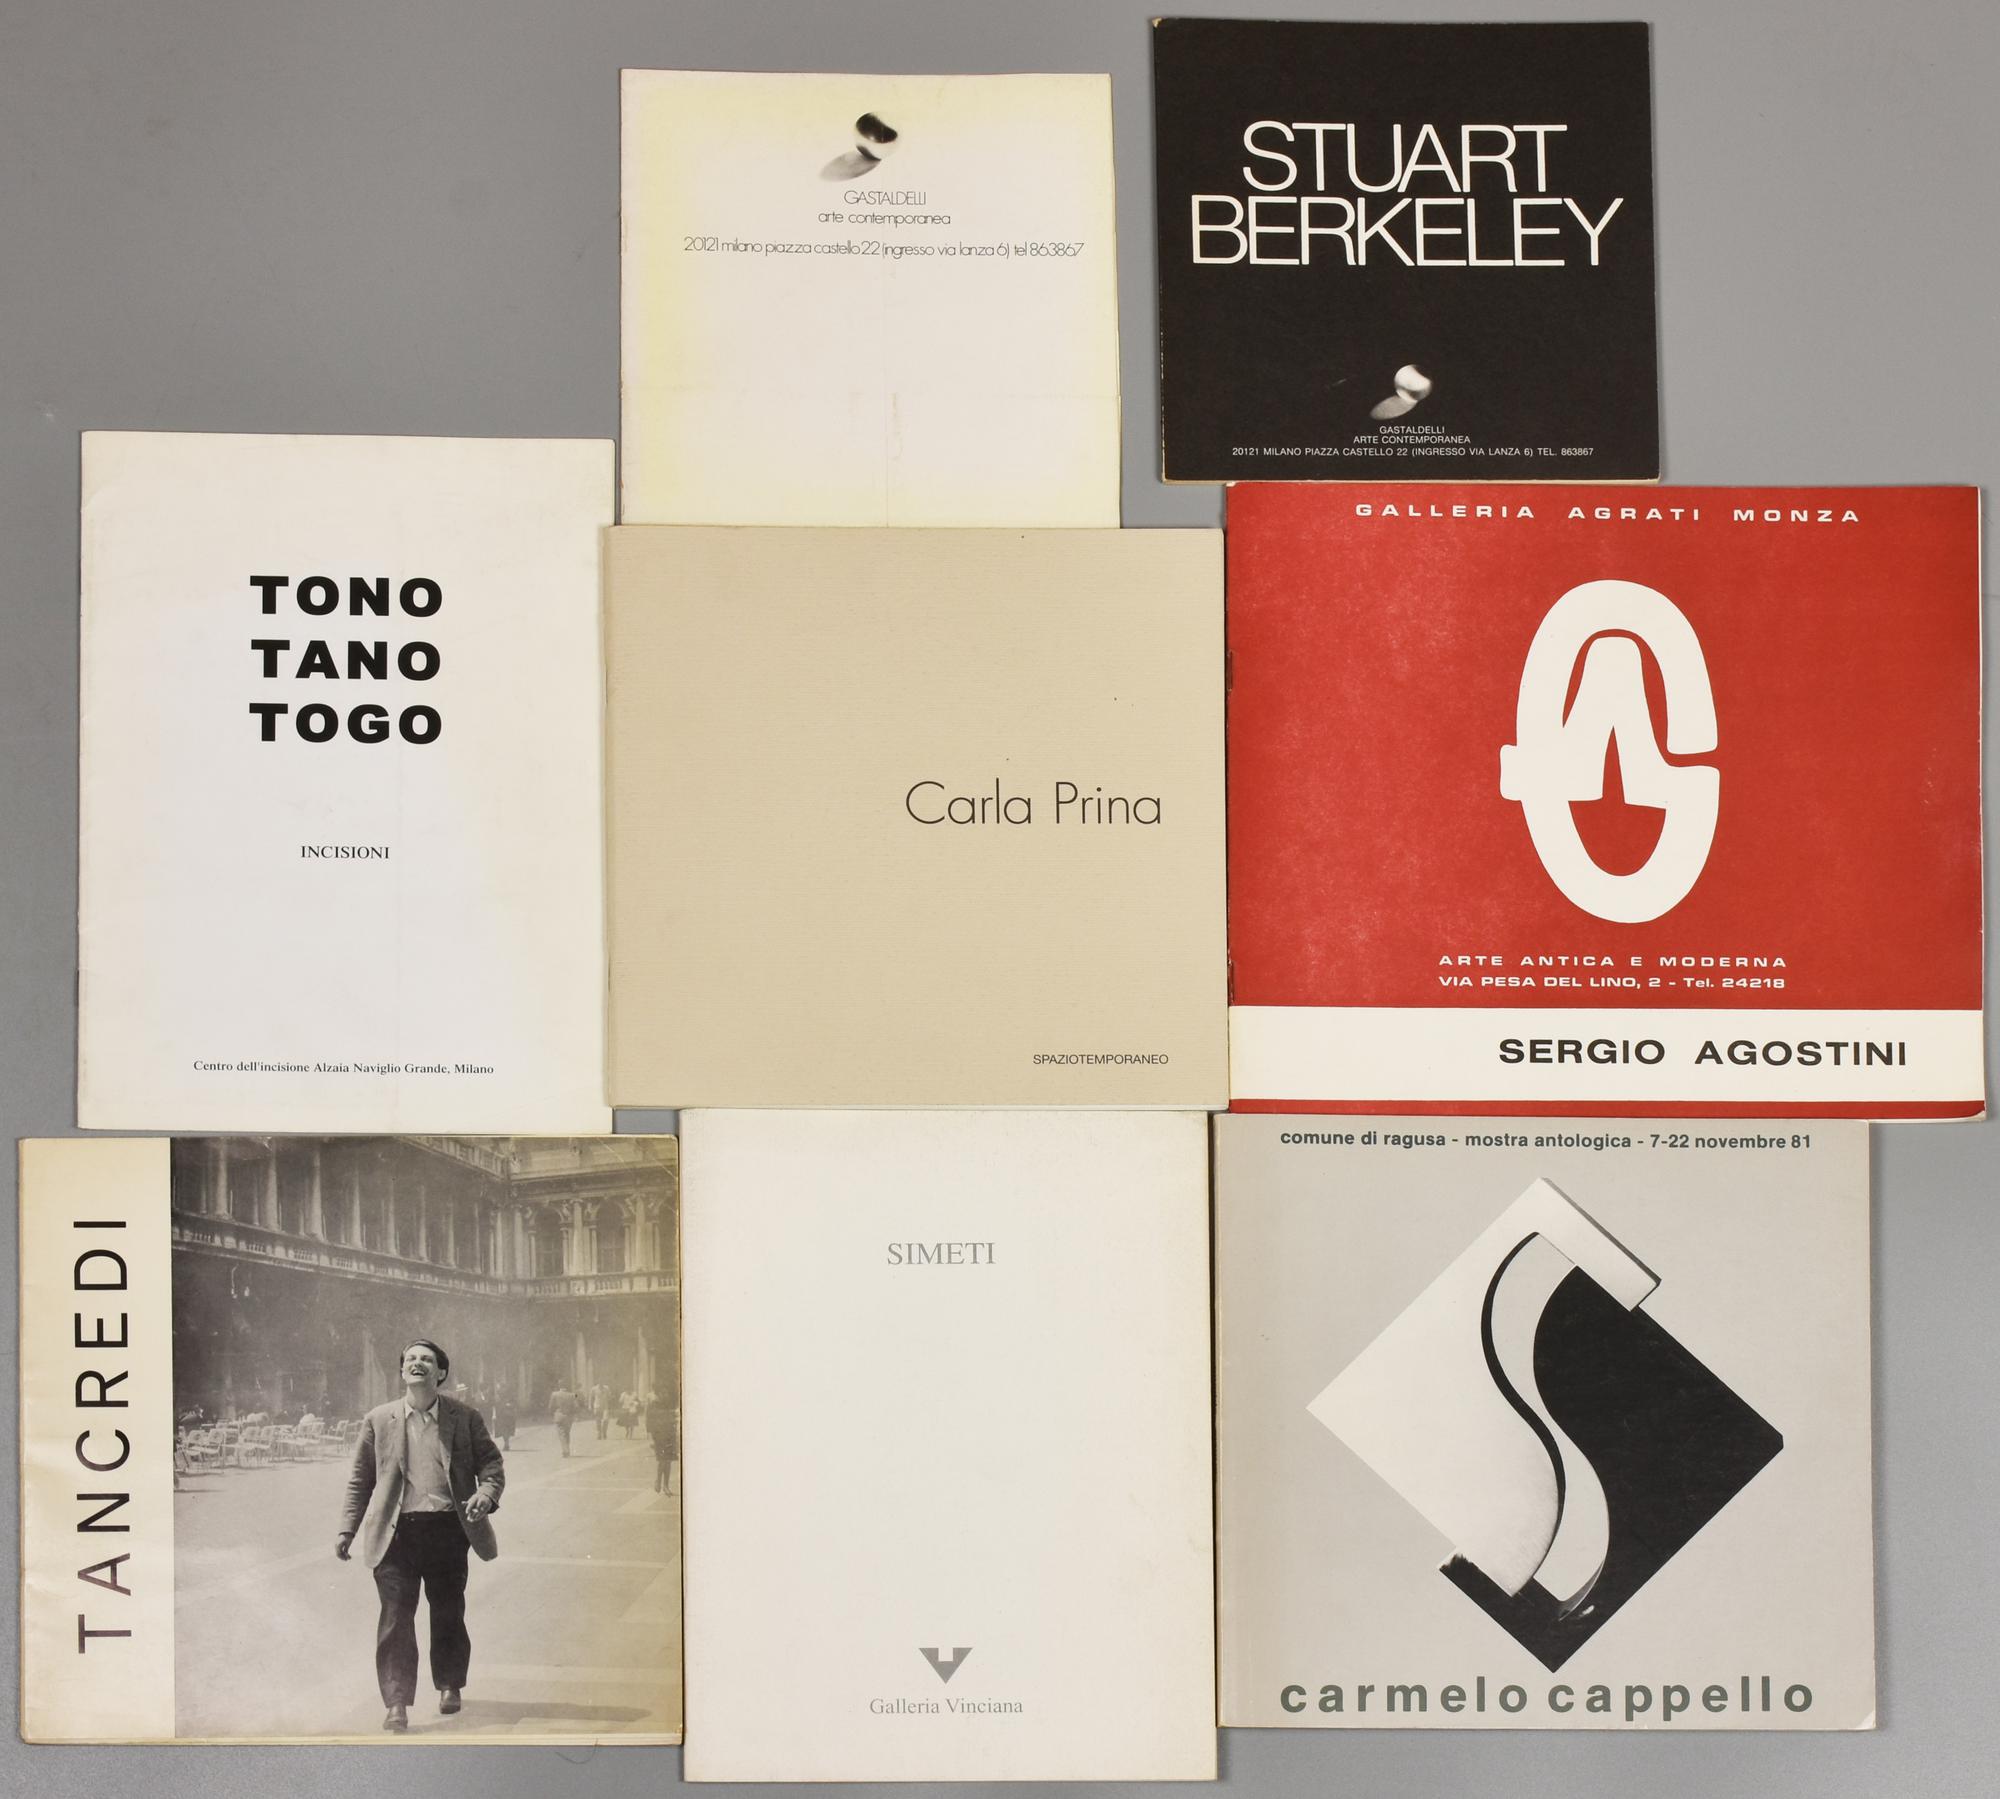 GASTALDELLI
arte contemporanea
20121 milano piazza castello 22 (ingresso via lanza 6) tel 863867
STUART
BERKELEY
GASTALDELLI
ARTE CONTEMPORANEA
20121 MILANO PIAZZA CASTELLO 22 (INGRESSO VIA LANZA 6) TEL. 863867
TONO
TANO
TOGO
INCISIONI
Centro dell'incisione Alzaia Naviglio Grande, Milano
Carla Prina
SPAZIOTEMPORANEO
GALLERIA AGRATI MONZA
ARTE ANTICA E MODERNA
VIA PESA DEL LINO, 2 - Tel. 24218
SERGIO AGOSTINI
TANCREDI
SIMETI
Galleria Vinciana
comune di ragusa - mostra antologica - 7-22 novembre 81
carmelo cappello